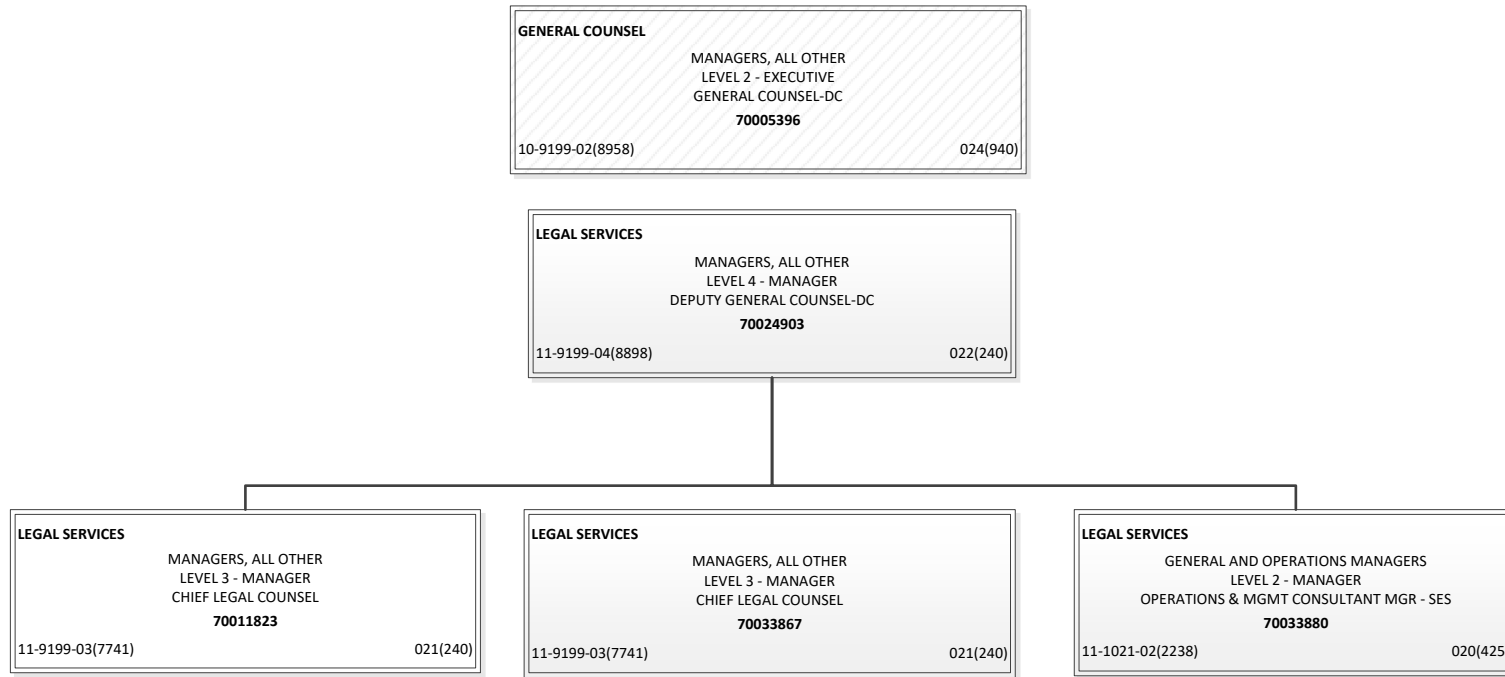 GENERAL COUNSEL
MANAGERS, ALL OTHER
LEVEL 2 - EXECUTIVE
GENERAL COUNSEL-DC
70005396
10-9199-02(8958) 024(940)
LEGAL SERVICES
MANAGERS, ALL OTHER
LEVEL 4 - MANAGER
DEPUTY GENERAL COUNSEL-DC
70024903
11-9199-04(8898) 022(240)
LEGAL SERVICES
MANAGERS, ALL OTHER
LEVEL 3 - MANAGER
CHIEF LEGAL COUNSEL
70011823
11-9199-03(7741) 021(240)
LEGAL SERVICES
MANAGERS, ALL OTHER
LEVEL 3 - MANAGER
CHIEF LEGAL COUNSEL
70033867
11-9199-03(7741) 021(240)
LEGAL SERVICES
GENERAL AND OPERATIONS MANAGERS
LEVEL 2 - MANAGER
OPERATIONS & MGMT CONSULTANT MGR - SES
70033880
11-1021-02(2238) 020(425